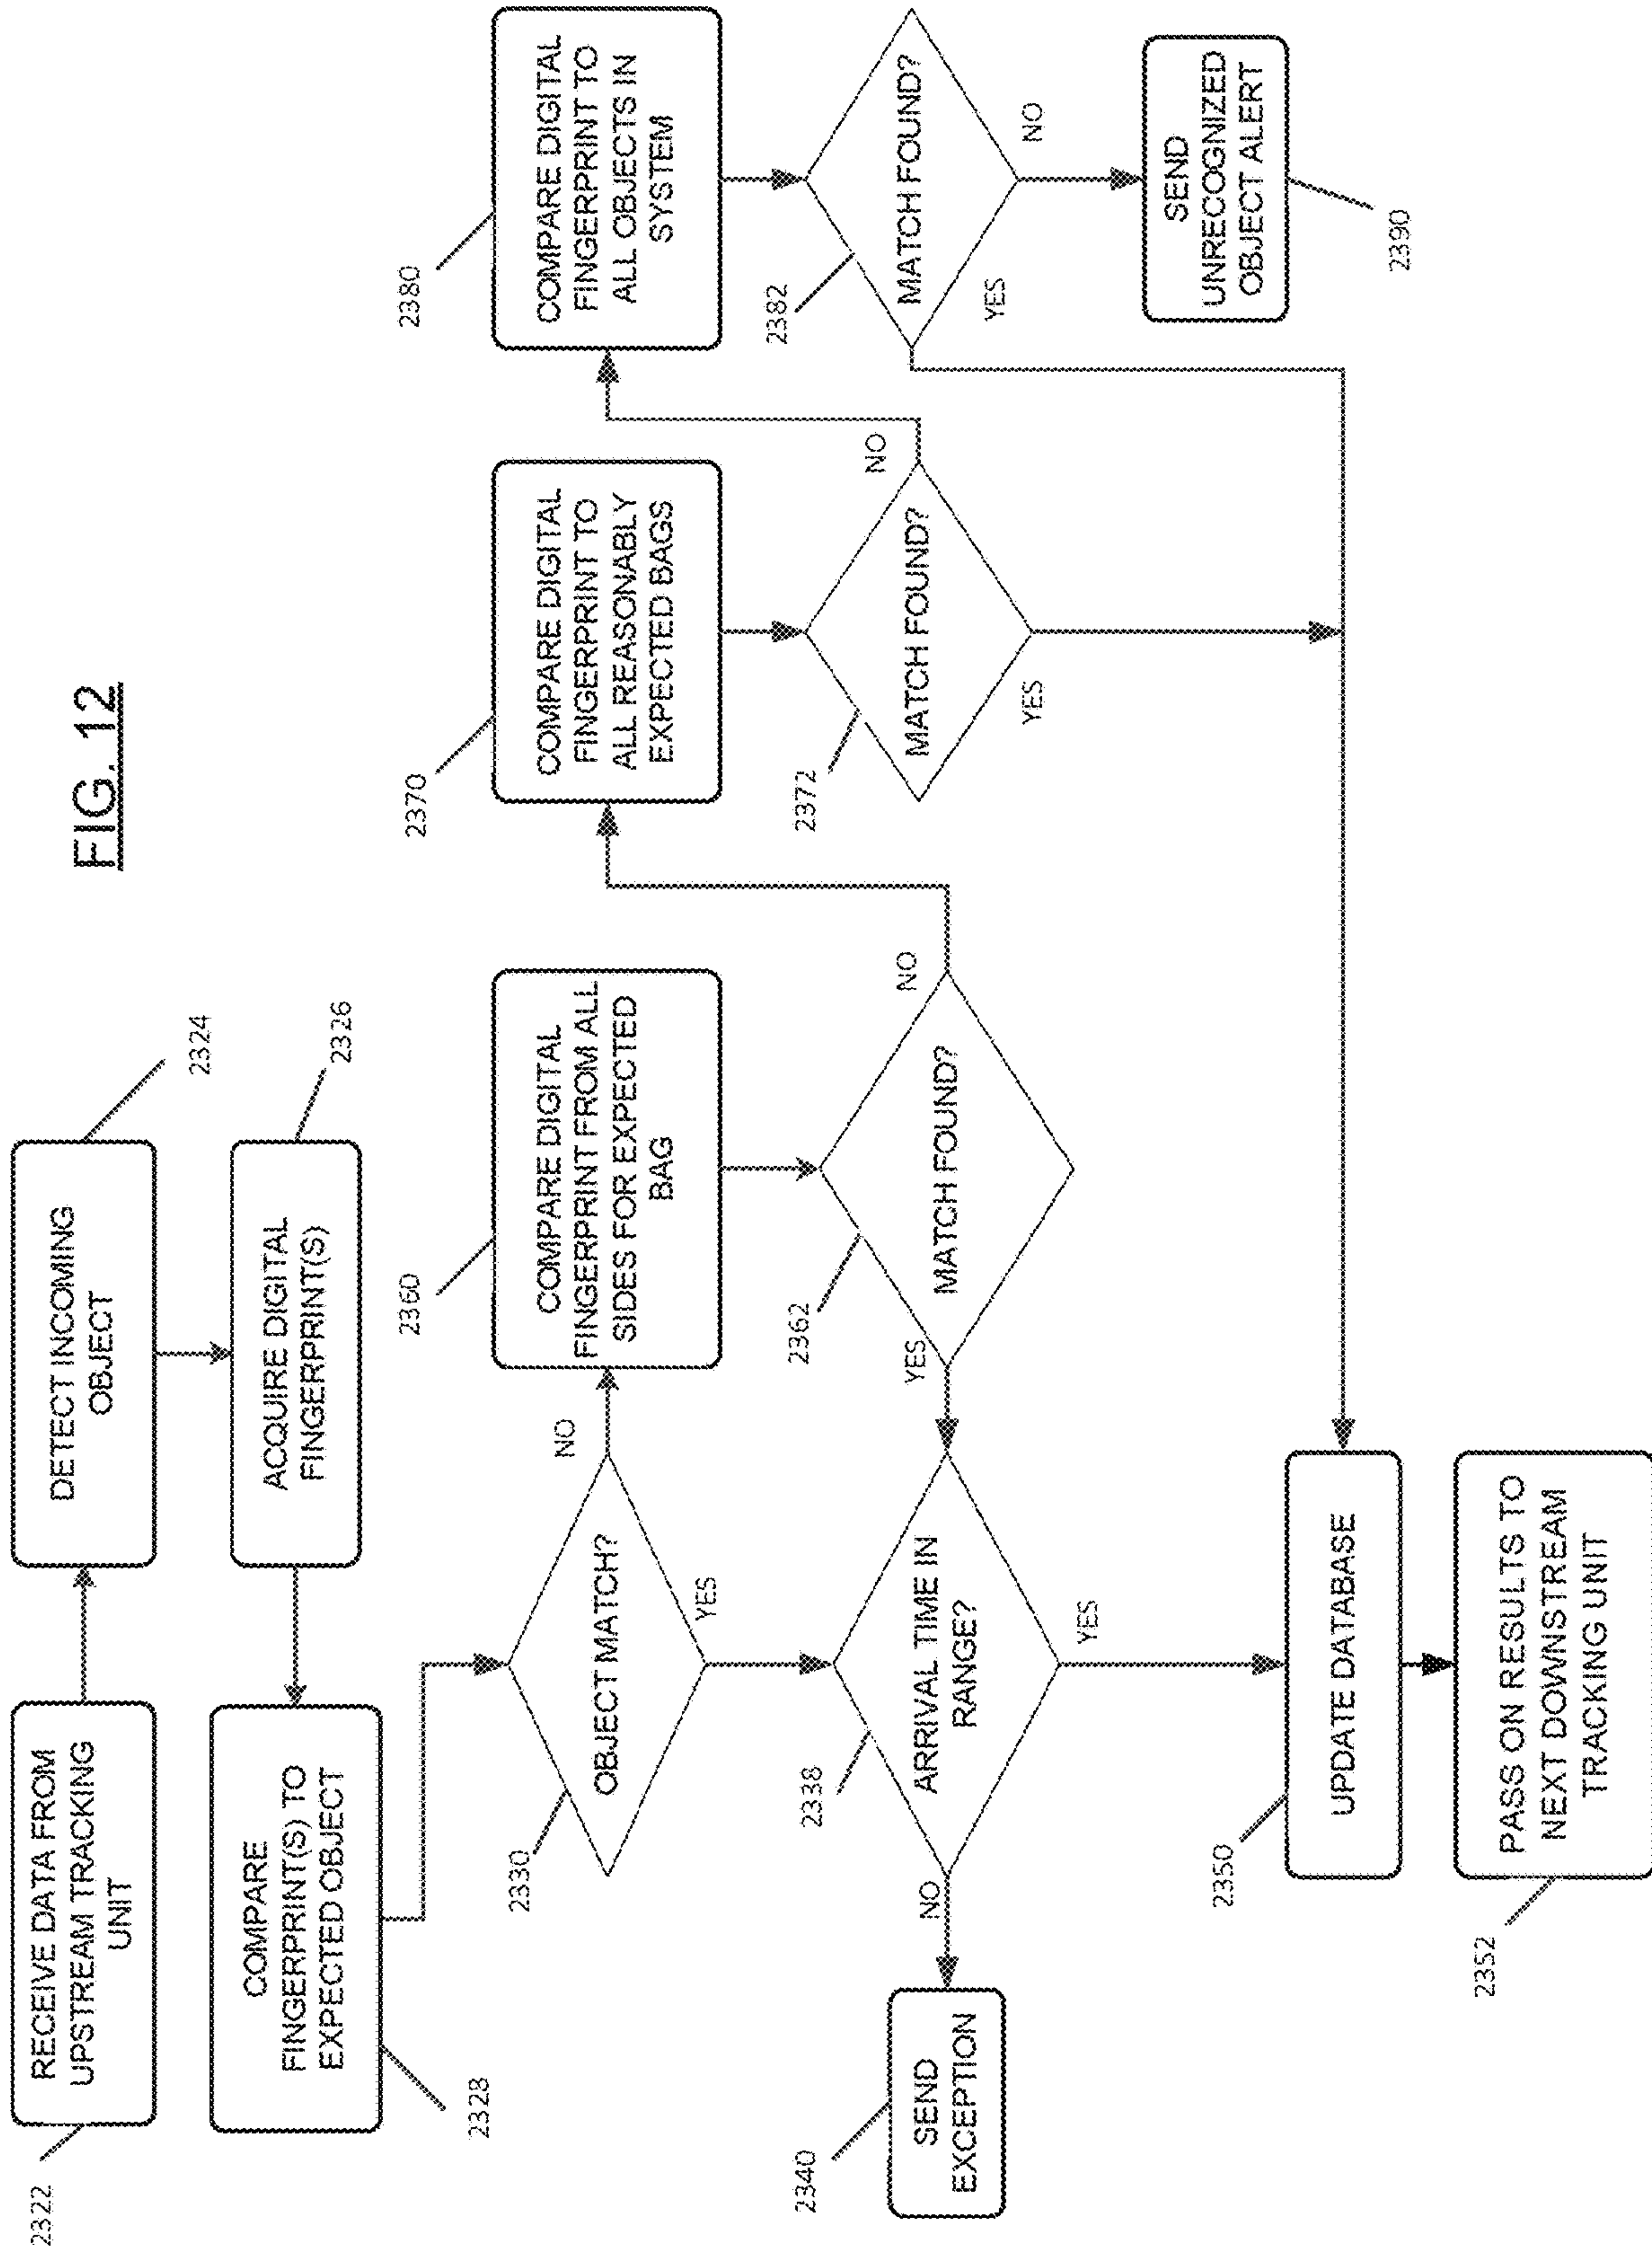 FIG. 12
2322
RECEIVE DATA FROM
UPSTREAM TRACKING
UNIT
DETECT INCOMING
OBJECT
2324
COMPARE
FINGERPRINT(S) TO
EXPECTED OBJECT
2328
ACQUIRE DIGITAL
FINGERPRINT(S)
2326
2330
OBJECT MATCH?
NO
YES
2360
COMPARE DIGITAL
FINGERPRINT FROM ALL
SIDES FOR EXPECTED
BAG
2370
COMPARE DIGITAL
FINGERPRINT TO
ALL REASONABLY
EXPECTED BAGS
2380
COMPARE DIGITAL
FINGERPRINT TO
ALL OBJECTS IN
SYSTEM
2340
SEND
EXCEPTION
NO
2338
ARRIVAL TIME IN
RANGE?
YES
YES
2362
MATCH FOUND?
NO
2372
MATCH FOUND?
NO
YES
2382
MATCH FOUND?
YES
NO
SEND
UNRECOGNIZED
OBJECT ALERT
2390
2350
UPDATE DATABASE
2352
PASS ON RESULTS TO
NEXT DOWNSTREAM
TRACKING UNIT